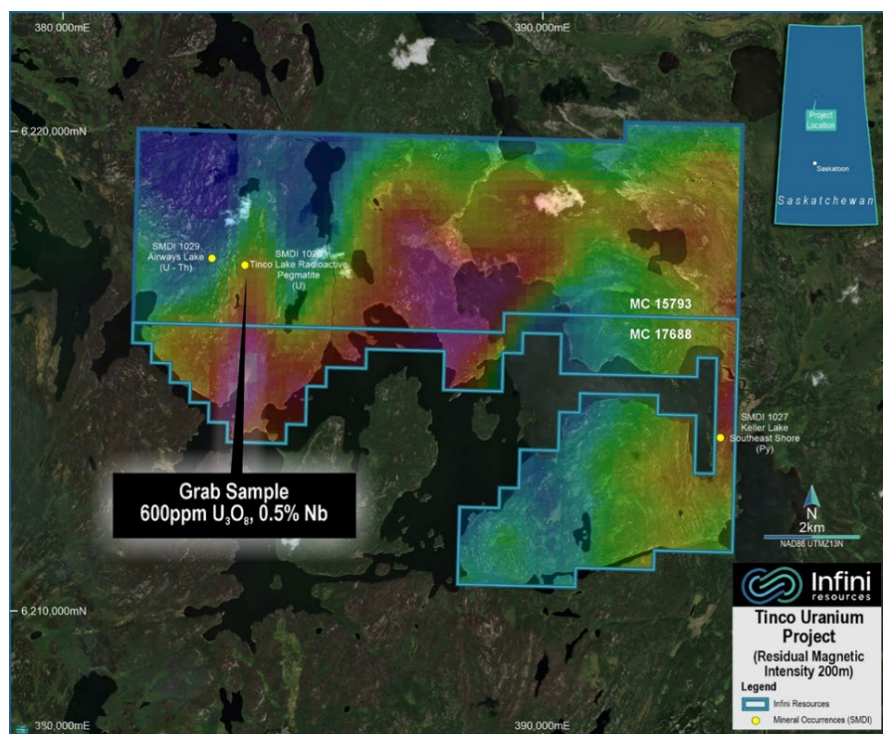 380,000mE
390,000mE
6,220,000mN
Project
Location
Saskatoon
Saskatchewan
SMDI 1029
Airways Lake
(U - Th)
SMDI 102
Tinco Lake Radioactive
Pegmatite
(U)
MC 15793
MC 17688
SMDI 1027
Keller Lake
Southeast Shore
(Py)
Grab Sample
600ppm U₃O₈, 0.5% Nb
N
2km
NAD86 UTMZ13N
6,210,000mN
Infini
resources
Tinco Uranium
Project
(Residual Magnetic
Intensity 200m)
Legend
Infini Resources
Mineral Occurrences (SMDI)
380,000mE
390,000mE